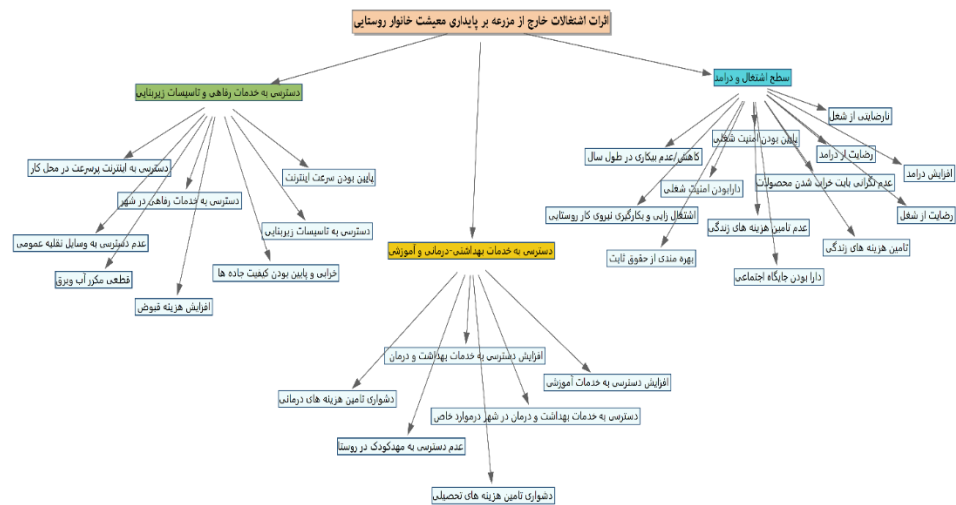 اثرات اشتغالات خارج از مزرعه بر پایداری معیشت خانوار روستایی
سطح اشتغال و درامد
نارضایتی از شغل
پایین بودن امنیت شغلی
رضایت از درامد
کاهش/عدم بیکاری در طول سال
افزایش درامد
عدم نگرانی بابت خراب شدن محصولات
دارابودن امنیت شغلی
رضایت از شغل
اشتغال زایی و بکارگیری نیروی کار روستایی
عدم تامین هزینه های زندگی
تامین هزینه های زندگی
بهره مندی از حقوق ثابت
دارا بودن جایگاه اجتماعی
دسترسی به خدمات رفاهی و تاسیسات زیربنایی
دسترسی به اینترنت پرسرعت در محل کار
پایین بودن سرعت اینترنت
دسترسی به خدمات رفاهی در شهر
دسترسی به تاسیسات زیربنایی
عدم دسترسی به وسایل نقلیه عمومی
خرابی و پایین بودن کیفیت جاده ها
قطعی مکرر آب وبرق
افزایش هزینه قبوض
دسترسی به خدمات بهداشتی-درمانی و آموزشی
افزایش دسترسی به خدمات بهداشت و درمان
افزایش دسترسی به خدمات آموزشی
دشواری تامین هزینه های درمانی
دسترسی به خدمات بهداشت و درمان در شهر درموارد خاص
عدم دسترسی به مهدکودک در روستا
دشواری تامین هزینه های تحصیلی